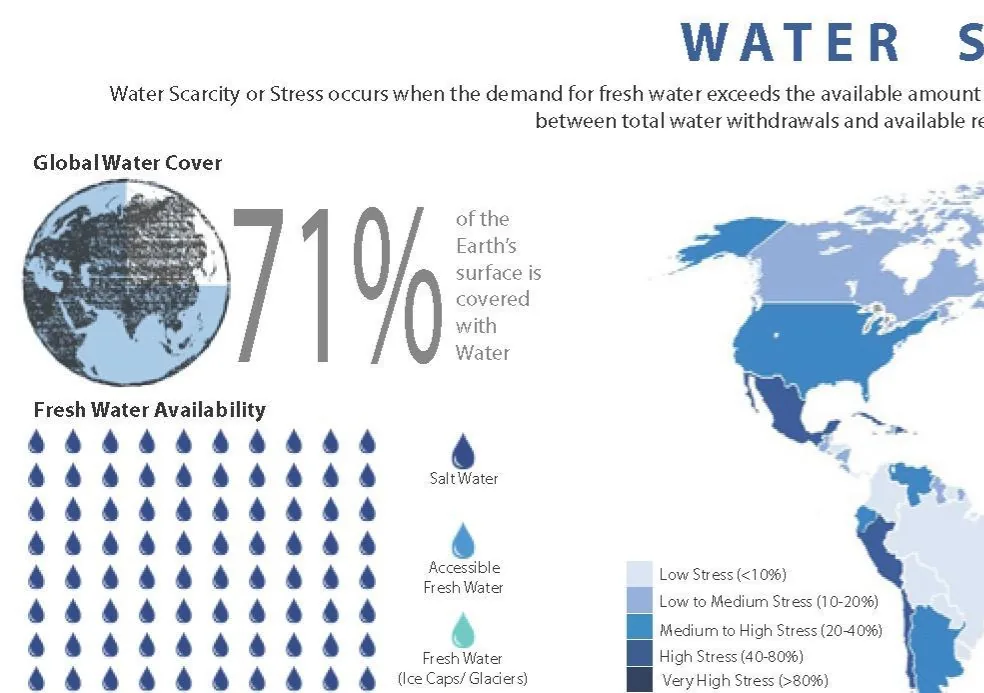 WATER S
Water Scarcity or Stress occurs when the demand for fresh water exceeds the available amount
between total water withdrawals and available re
Global Water Cover
71%
of the
Earth's
surface is
covered
with
Water
Fresh Water Availability
Salt Water
Accessible
Fresh Water
Fresh Water
(Ice Caps/ Glaciers)
Low Stress (<10%)
Low to Medium Stress (10-20%)
Medium to High Stress (20-40%)
High Stress (40-80%)
Very High Stress (>80%)